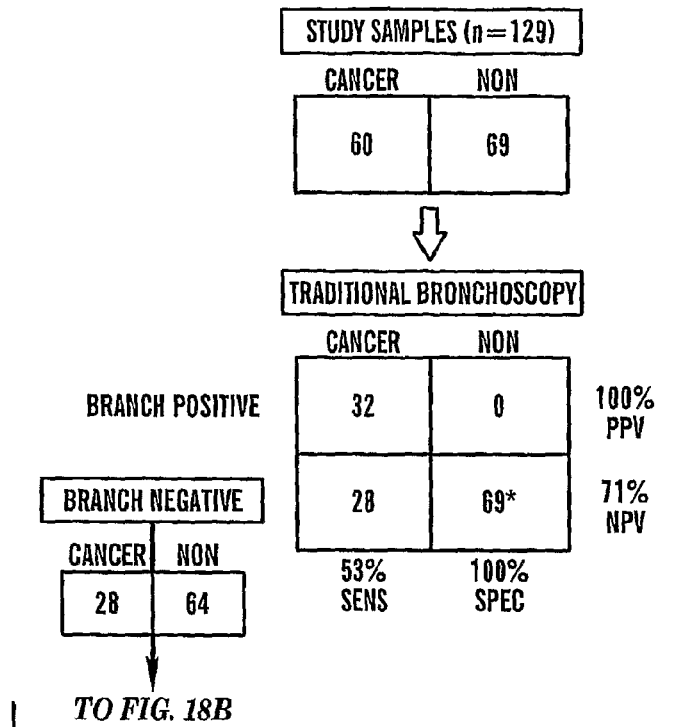 STUDY SAMPLES (n=129)
CANCER NON
60 69
TRADITIONAL BRONCHOSCOPY
CANCER NON
BRANCH POSITIVE 32 0 100%
PPV
BRANCH NEGATIVE 28 69* 71%
NPV
CANCER NON
28 64
53% 100%
SENS SPEC
TO FIG. 18B